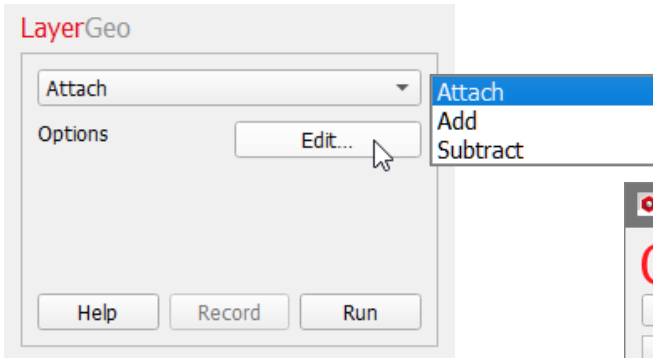 LayerGeo
Attach
Options Edit...
Help Record Run
Attach
Add
Subtract